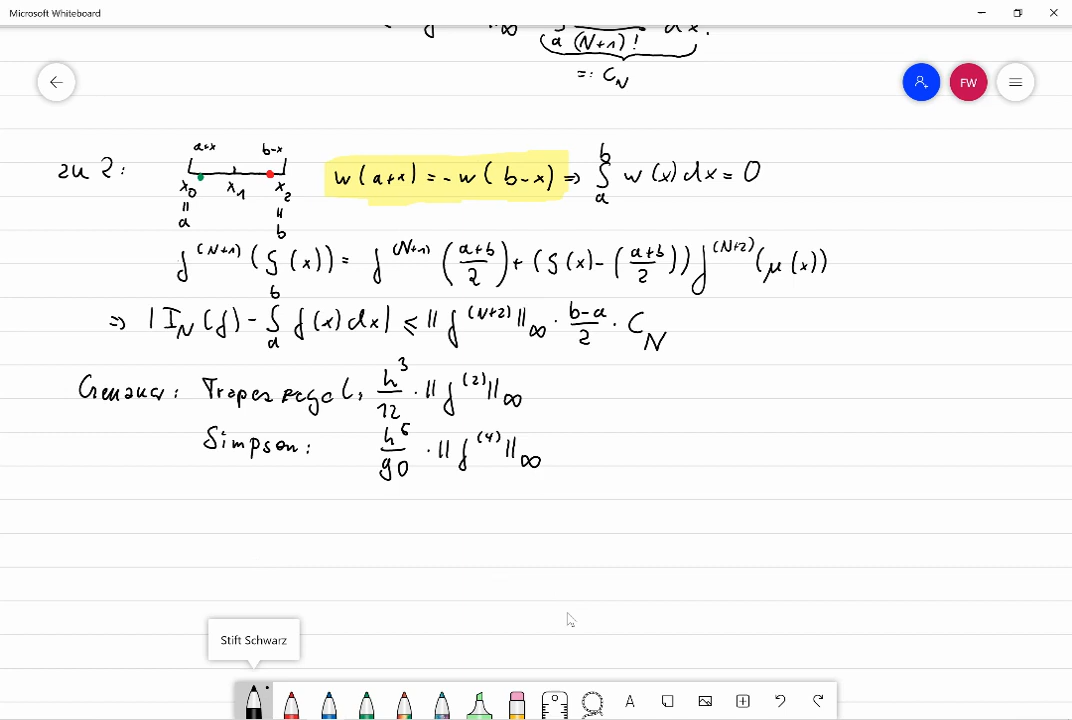 Microsoft Whiteboard
a (N+1)! dx.
=: C_N
FW
zu 2: a+x b-x w(a+x) = -w(b-x) ⇒ ∫_a^b w(x)dx = 0
x_0 x_1 x_2
= =
a b
f^(N+1)(ζ(x)) = f^(N+1)((a+b)/2) + (ζ(x) - ((a+b)/2)) f^(N+2)(μ(x))
⇒ |I_N(f) - ∫_a^b f(x)dx| ≤ ||f^(N+2)||_∞ · (b-a)/2 · C_N
Genauer: Trapezregel, h^3/12 · ||f^(2)||_∞
Simpson: h^5/90 · ||f^(4)||_∞
Stift Schwarz
A